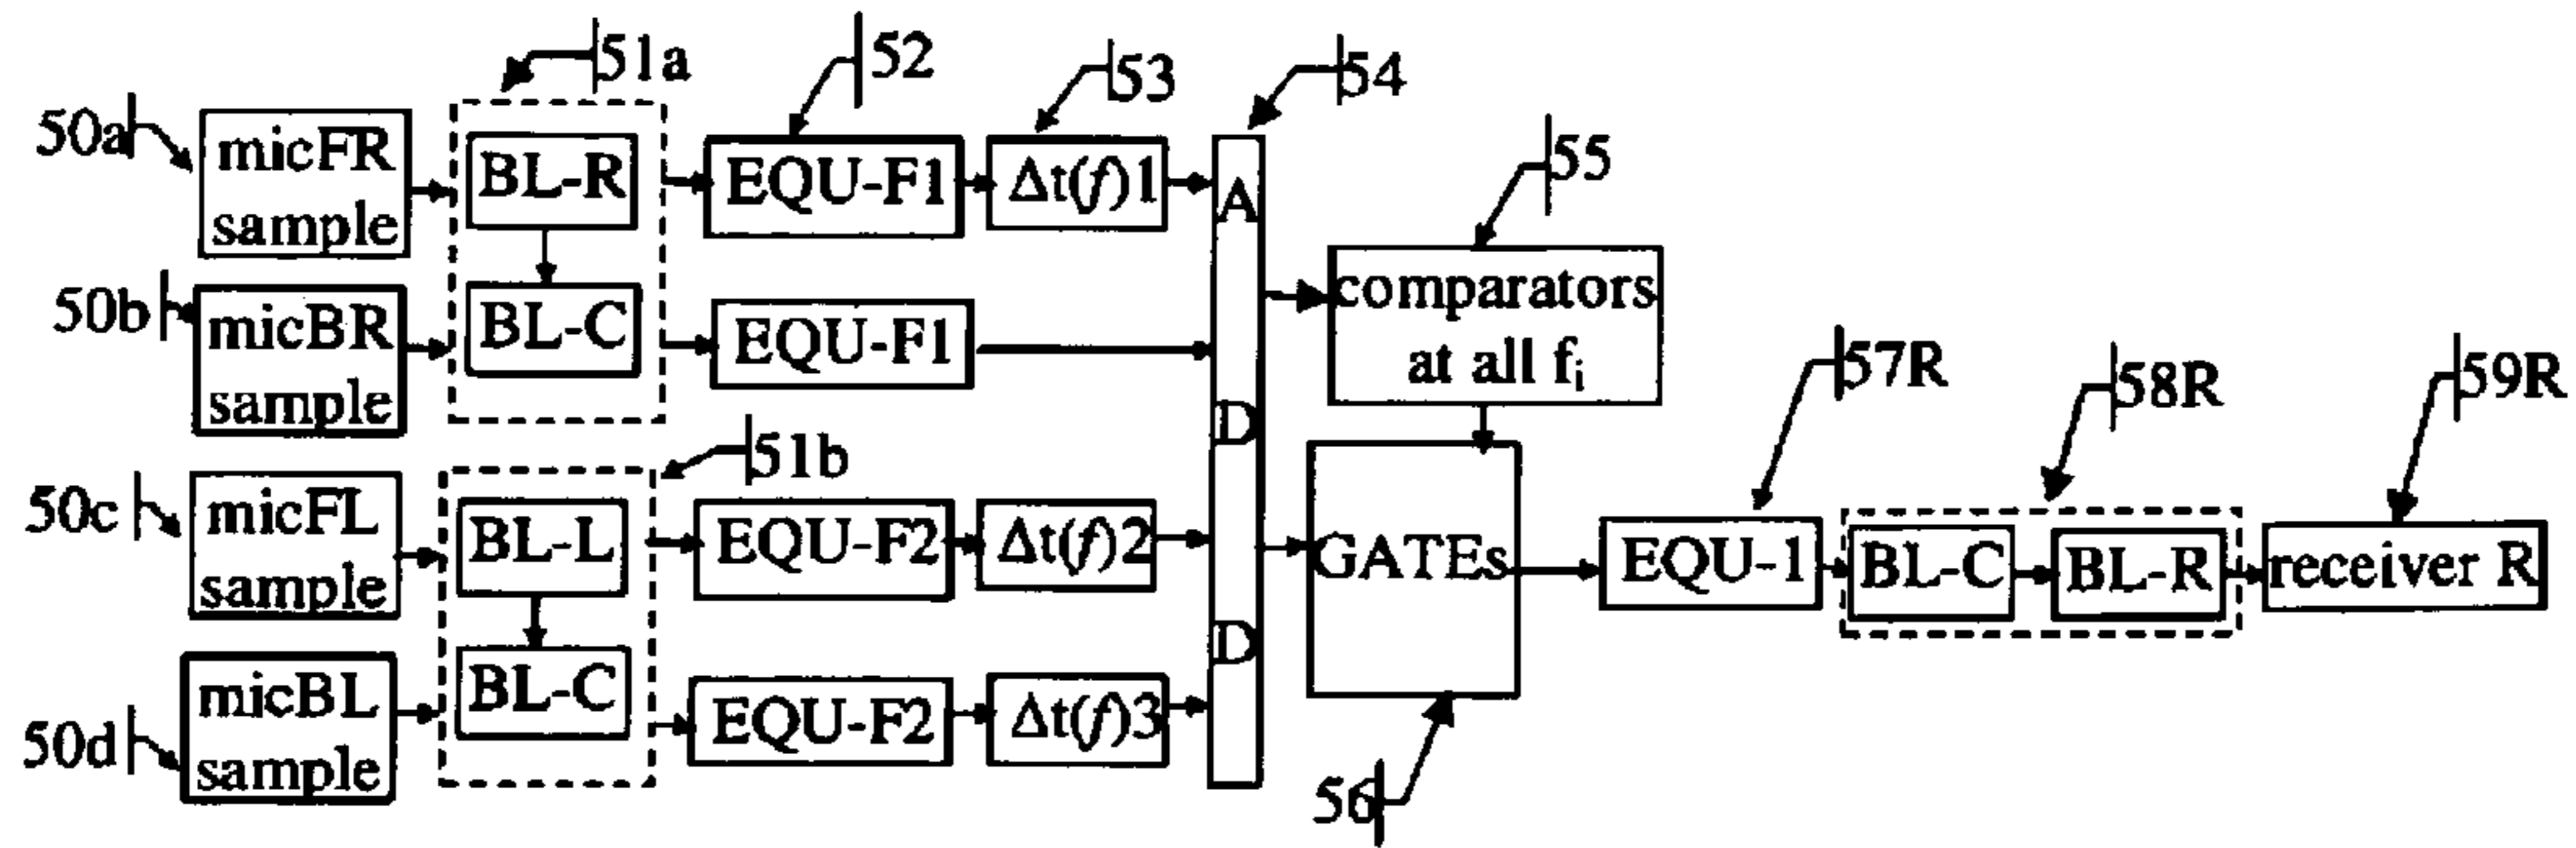 51a
52
53
54
50a
micFR
sample
BL-R
EQU-F1
Δt(f)1
A
55
50b
micBR
sample
BL-C
EQU-F1
comparators
at all fi
D
57R
58R
59R
50c
micFL
sample
51b
BL-L
EQU-F2
Δt(f)2
GATEs
EQU-1
BL-C
BL-R
receiver R
D
50d
micBL
sample
BL-C
EQU-F2
Δt(f)3
56